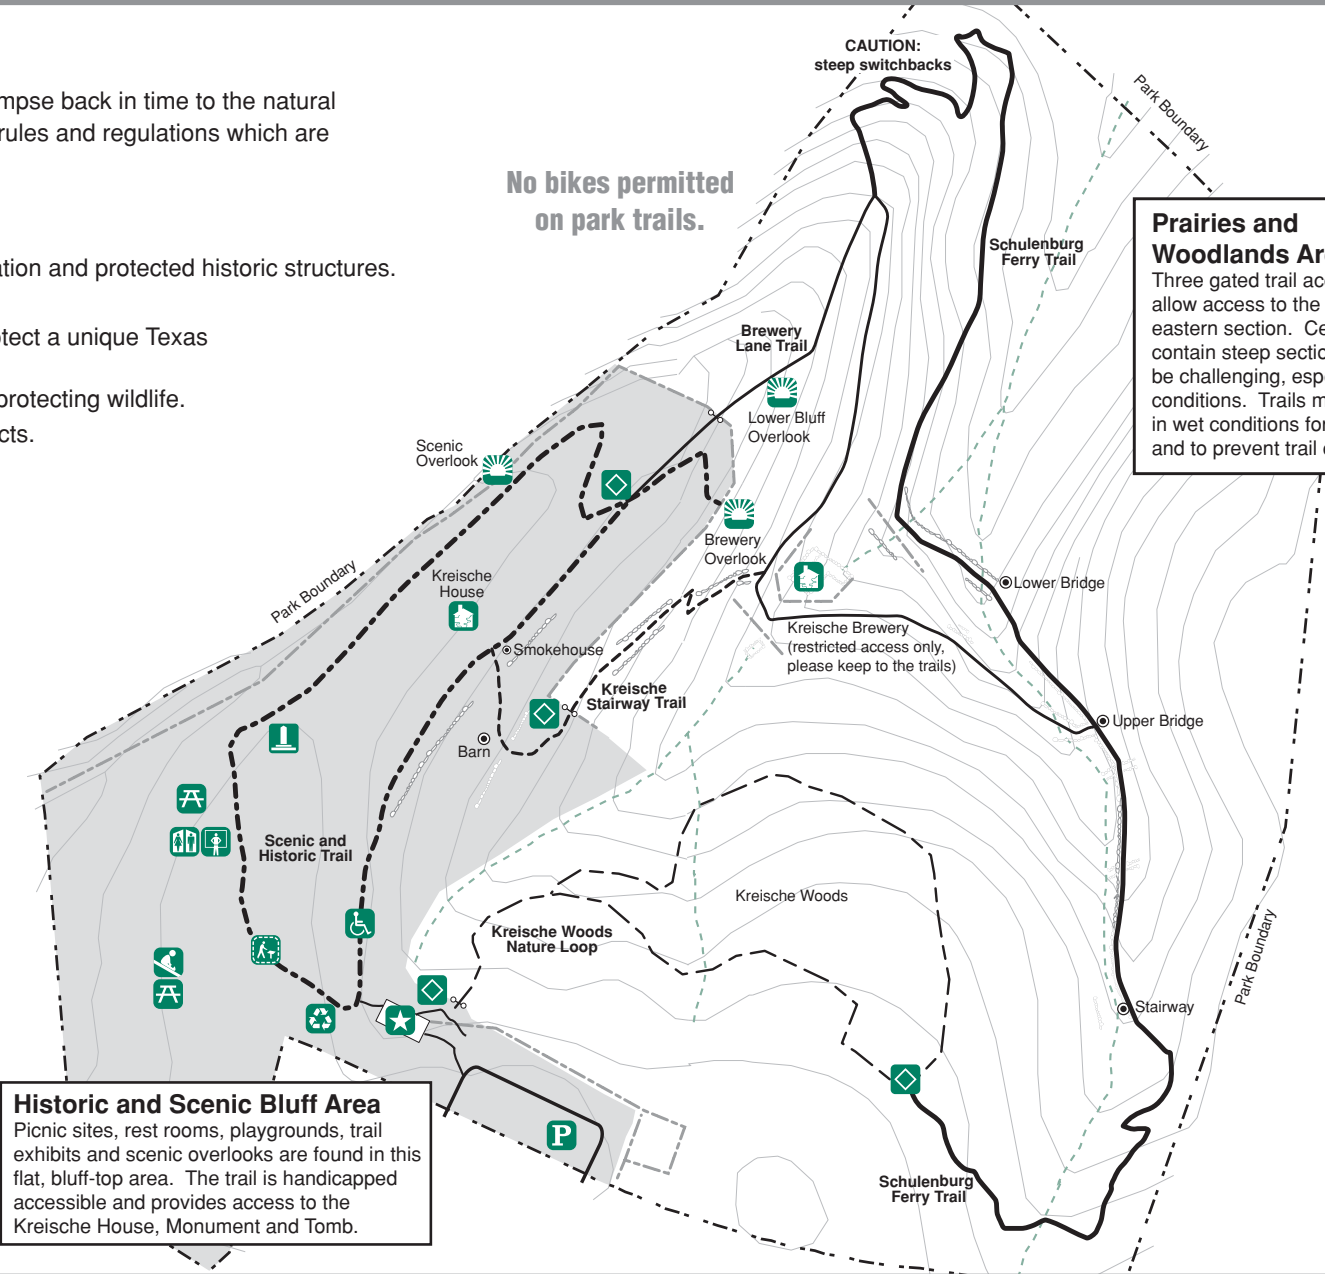 mpse back in time to the natural
rules and regulations which are
ation and protected historic structures.
otect a unique Texas
protecting wildlife.
cts.
No bikes permitted
on park trails.
CAUTION:
steep switchbacks
Park Boundary
Schulenburg
Ferry Trail
Prairies and
Woodlands Ar
Three gated trail acc
allow access to the
eastern section. Ce
contain steep sectio
be challenging, esp
conditions. Trails m
in wet conditions for
and to prevent trail
Brewery
Lane Trail
Lower Bluff
Overlook
Scenic
Overlook
Brewery
Overlook
Park Boundary
Kreische
House
Lower Bridge
Smokehouse
Kreische Brewery
(restricted access only,
please keep to the trails)
Kreische
Stairway Trail
Upper Bridge
Barn
Scenic and
Historic Trail
Kreische Woods
Kreische Woods
Nature Loop
Park Boundary
Stairway
Historic and Scenic Bluff Area
Picnic sites, rest rooms, playgrounds, trail
exhibits and scenic overlooks are found in this
flat, bluff-top area. The trail is handicapped
accessible and provides access to the
Kreische House, Monument and Tomb.
P
Schulenburg
Ferry Trail